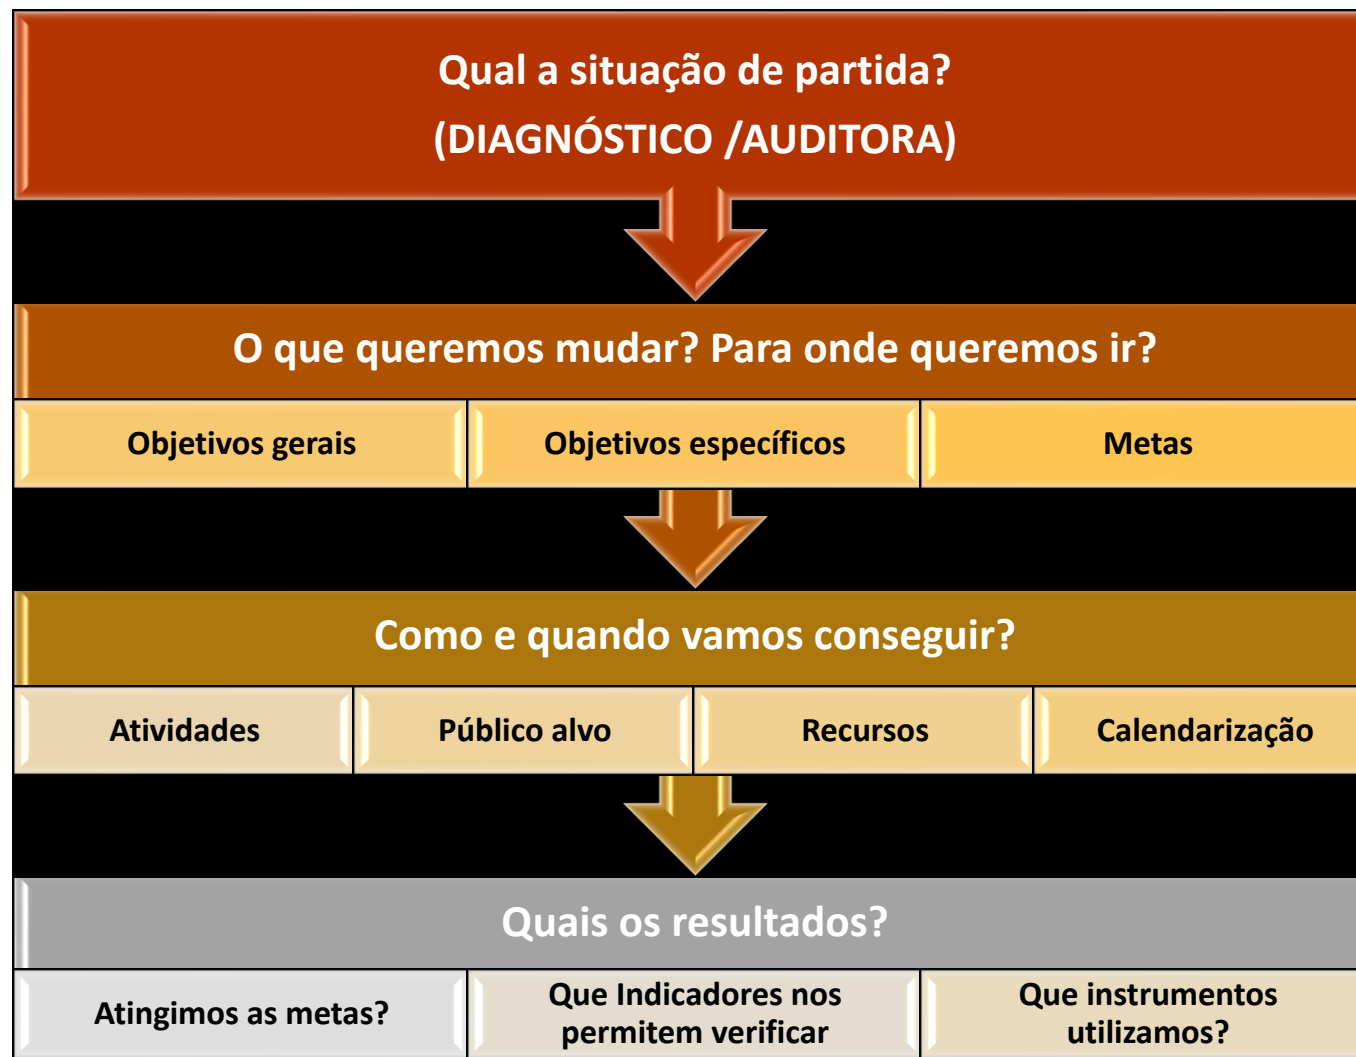 Qual a situação de partida?
(DIAGNÓSTICO /AUDITORA)
O que queremos mudar? Para onde queremos ir?
Objetivos gerais
Objetivos específicos
Metas
Como e quando vamos conseguir?
Atividades
Público alvo
Recursos
Calendarização
Quais os resultados?
Atingimos as metas?
Que Indicadores nos
permitem verificar
Que instrumentos
utilizamos?